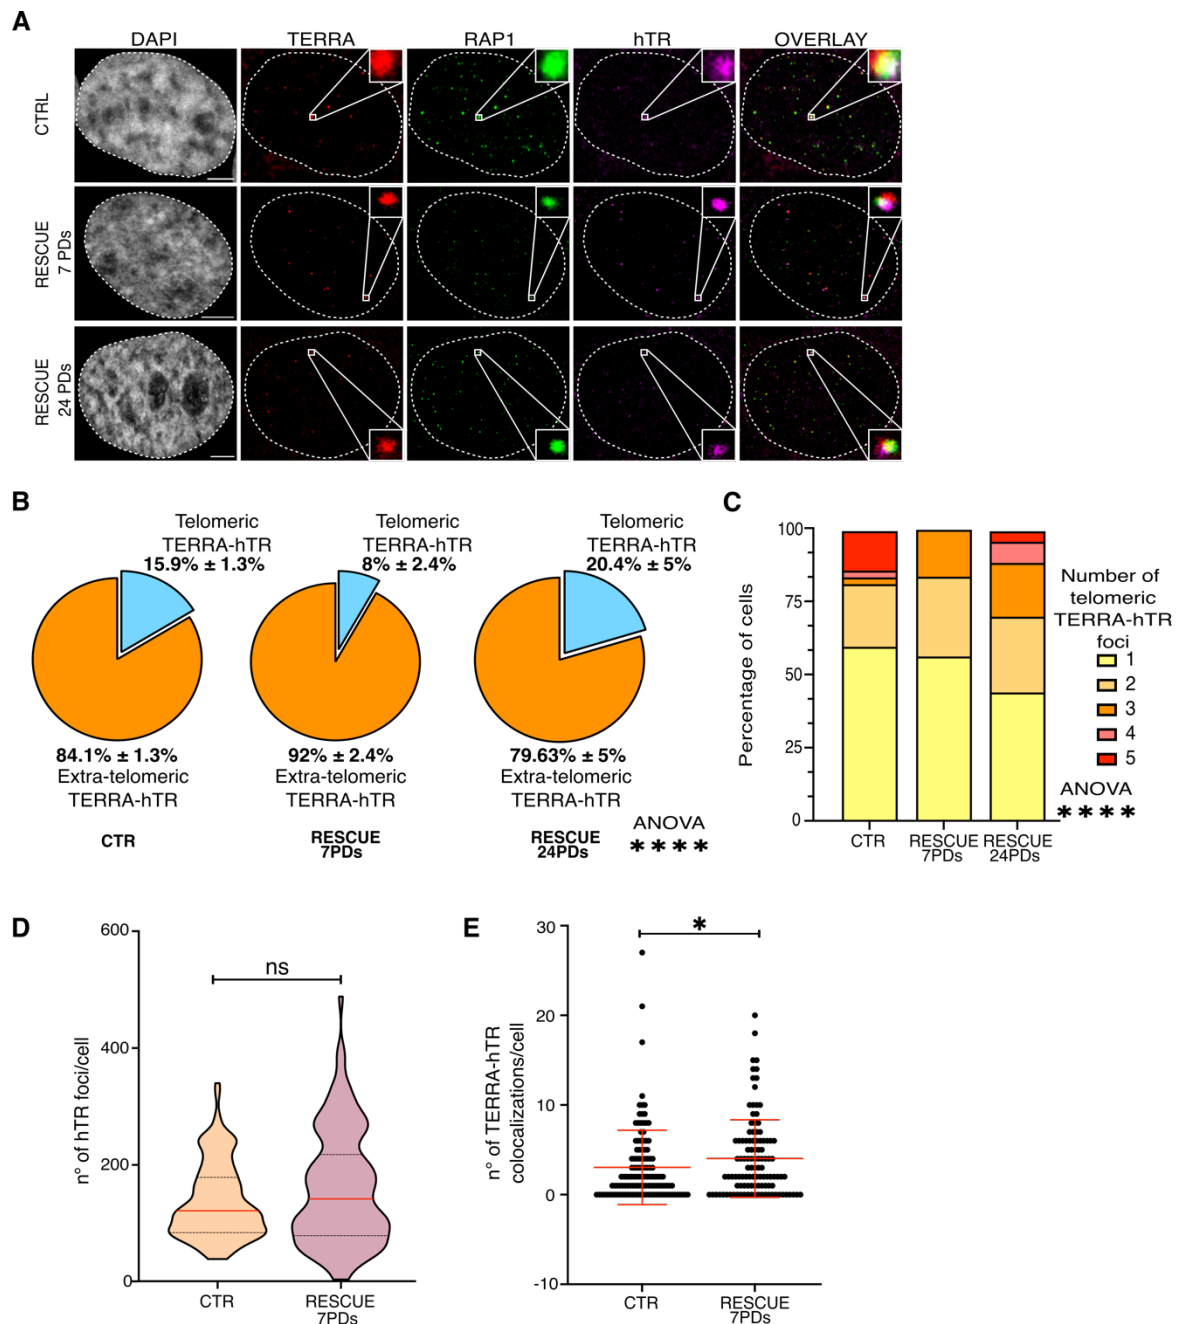 A
DAPI
TERRA
RAP1
hTR
OVERLAY
CTRL
RESCUE
7 PDs
RESCUE
24 PDs
B
Telomeric
TERRA-hTR
15.9% ± 1.3%
Telomeric
TERRA-hTR
8% ± 2.4%
Telomeric
TERRA-hTR
20.4% ± 5%
84.1% ± 1.3%
Extra-telomeric
TERRA-hTR
92% ± 2.4%
Extra-telomeric
TERRA-hTR
79.63% ± 5%
Extra-telomeric
TERRA-hTR
CTR
RESCUE
7PDs
RESCUE
24PDs
ANOVA
****
C
Percentage of cells
100
75
50
25
0
CTR
RESCUE
7PDs
RESCUE
24PDs
Number of
telomeric
TERRA-hTR
foci
1
2
3
4
5
ANOVA
****
D
n° of hTR foci/cell
600
400
200
0
ns
CTR
RESCUE
7PDs
E
n° of TERRA-hTR
colocalizations/cell
30
20
10
0
-10
*
CTR
RESCUE
7PDs